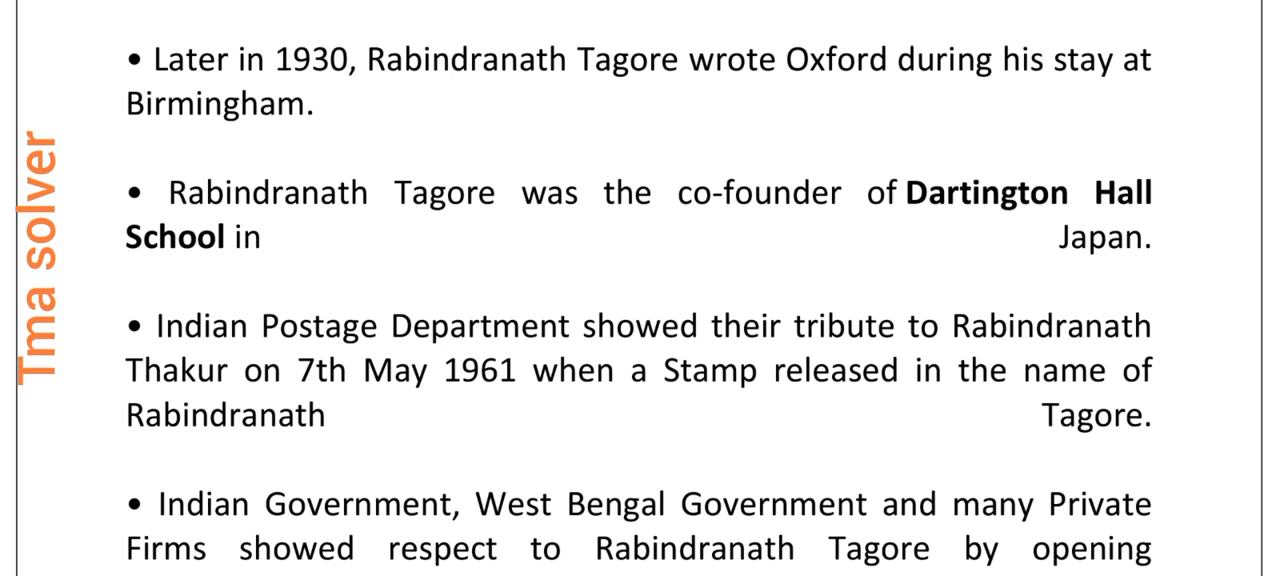 • Later in 1930, Rabindranath Tagore wrote Oxford during his stay at
Birmingham.
• Rabindranath Tagore was the co-founder of Dartington Hall
School in Japan.
• Indian Postage Department showed their tribute to Rabindranath
Thakur on 7th May 1961 when a Stamp released in the name of
Rabindranath Tagore.
• Indian Government, West Bengal Government and many Private
Firms showed respect to Rabindranath Tagore by opening
Tma solver